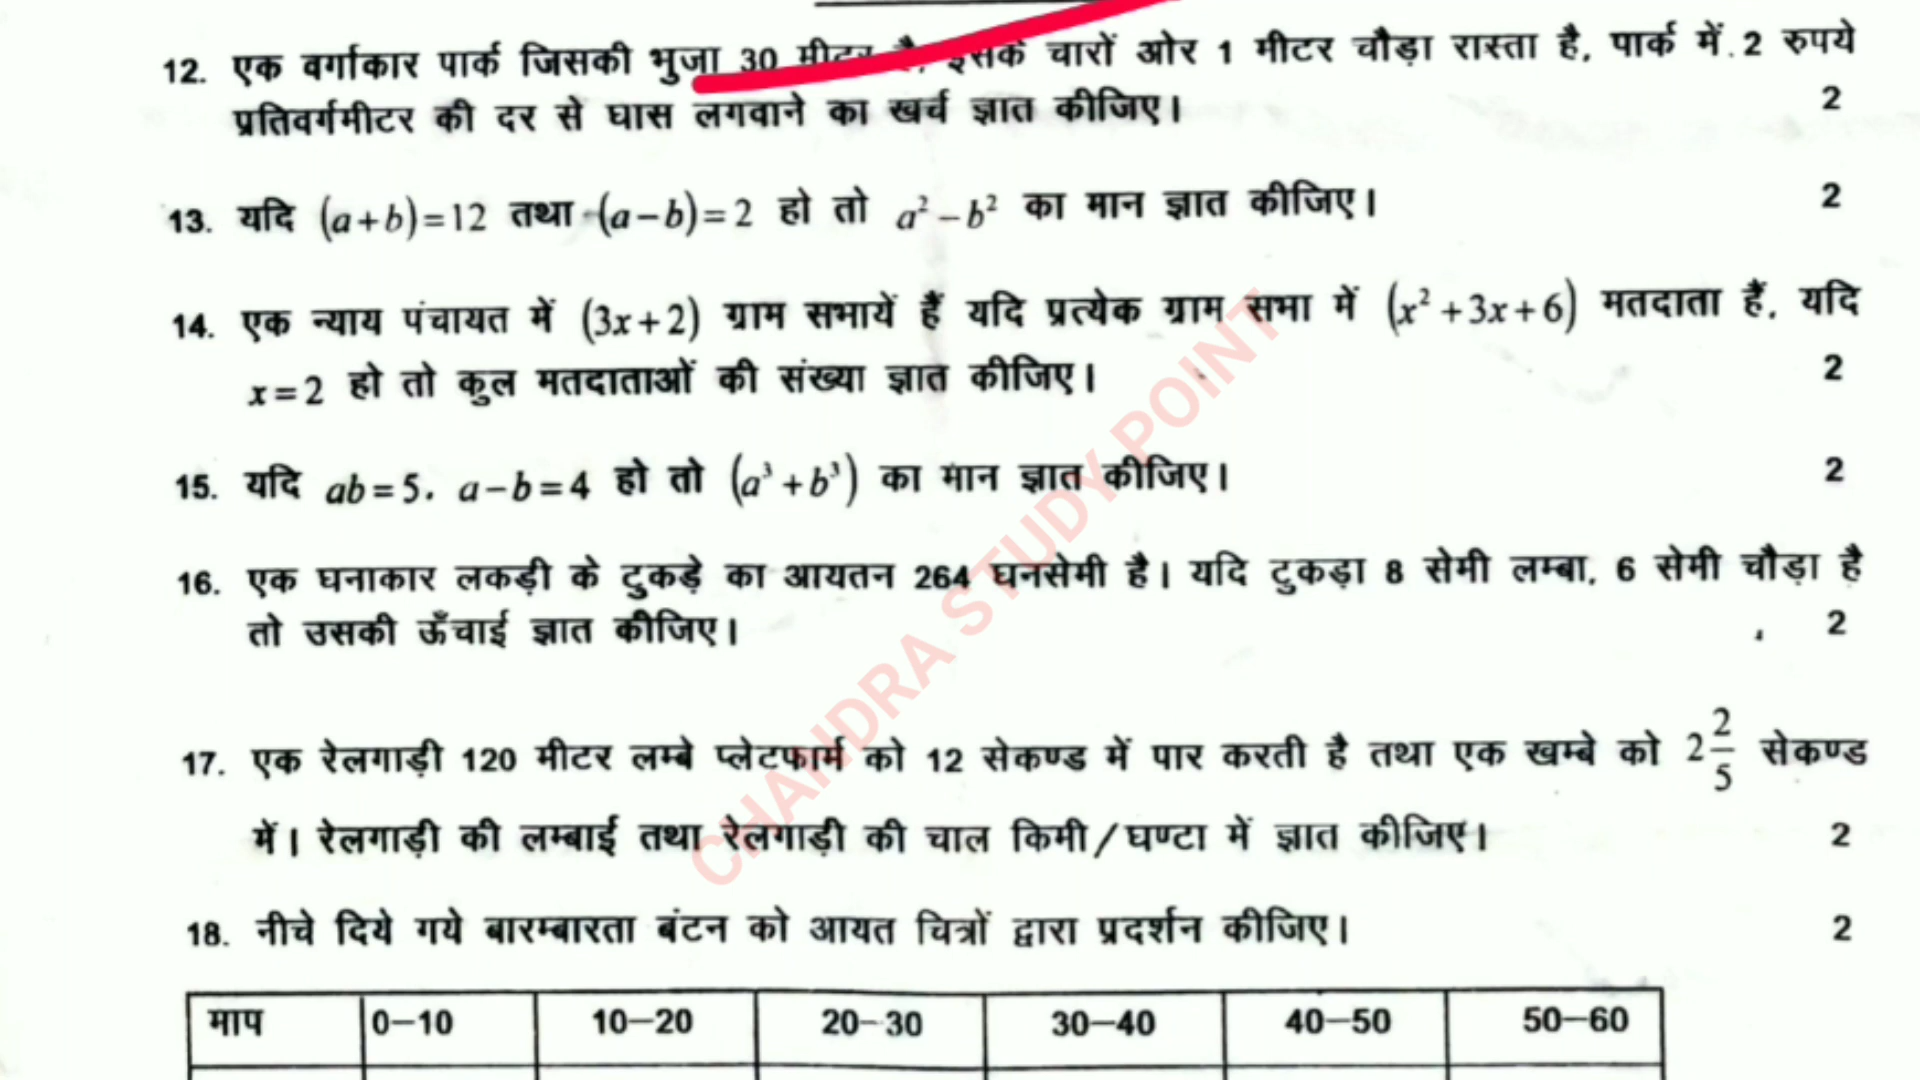 12. एक वर्गाकार पार्क जिसकी भुजा 30 मीटर है, इसके चारों ओर 1 मीटर चौड़ा रास्ता है, पार्क में 2 रुपये
प्रतिवर्गमीटर की दर से घास लगवाने का खर्च ज्ञात कीजिए। 2
13. यदि (a+b)=12 तथा (a−b)=2 हो तो a²−b² का मान ज्ञात कीजिए। 2
14. एक न्याय पंचायत में (3x+2) ग्राम सभायें हैं यदि प्रत्येक ग्राम सभा में (x²+3x+6) मतदाता हैं, यदि
x=2 हो तो कुल मतदाताओं की संख्या ज्ञात कीजिए। 2
15. यदि ab=5, a−b=4 हो तो (a³+b³) का मान ज्ञात कीजिए। 2
16. एक घनाकार लकड़ी के टुकड़े का आयतन 264 घनसेमी है। यदि टुकड़ा 8 सेमी लम्बा, 6 सेमी चौड़ा है
तो उसकी ऊँचाई ज्ञात कीजिए। 2
17. एक रेलगाड़ी 120 मीटर लम्बे प्लेटफार्म को 12 सेकण्ड में पार करती है तथा एक खम्बे को 2 2/5 सेकण्ड
में। रेलगाड़ी की लम्बाई तथा रेलगाड़ी की चाल किमी/घण्टा में ज्ञात कीजिए। 2
18. नीचे दिये गये बारम्बारता बंटन को आयत चित्रों द्वारा प्रदर्शन कीजिए। 2
माप 0–10 10–20 20–30 30–40 40–50 50–60
CHANDRA STUDY POINT